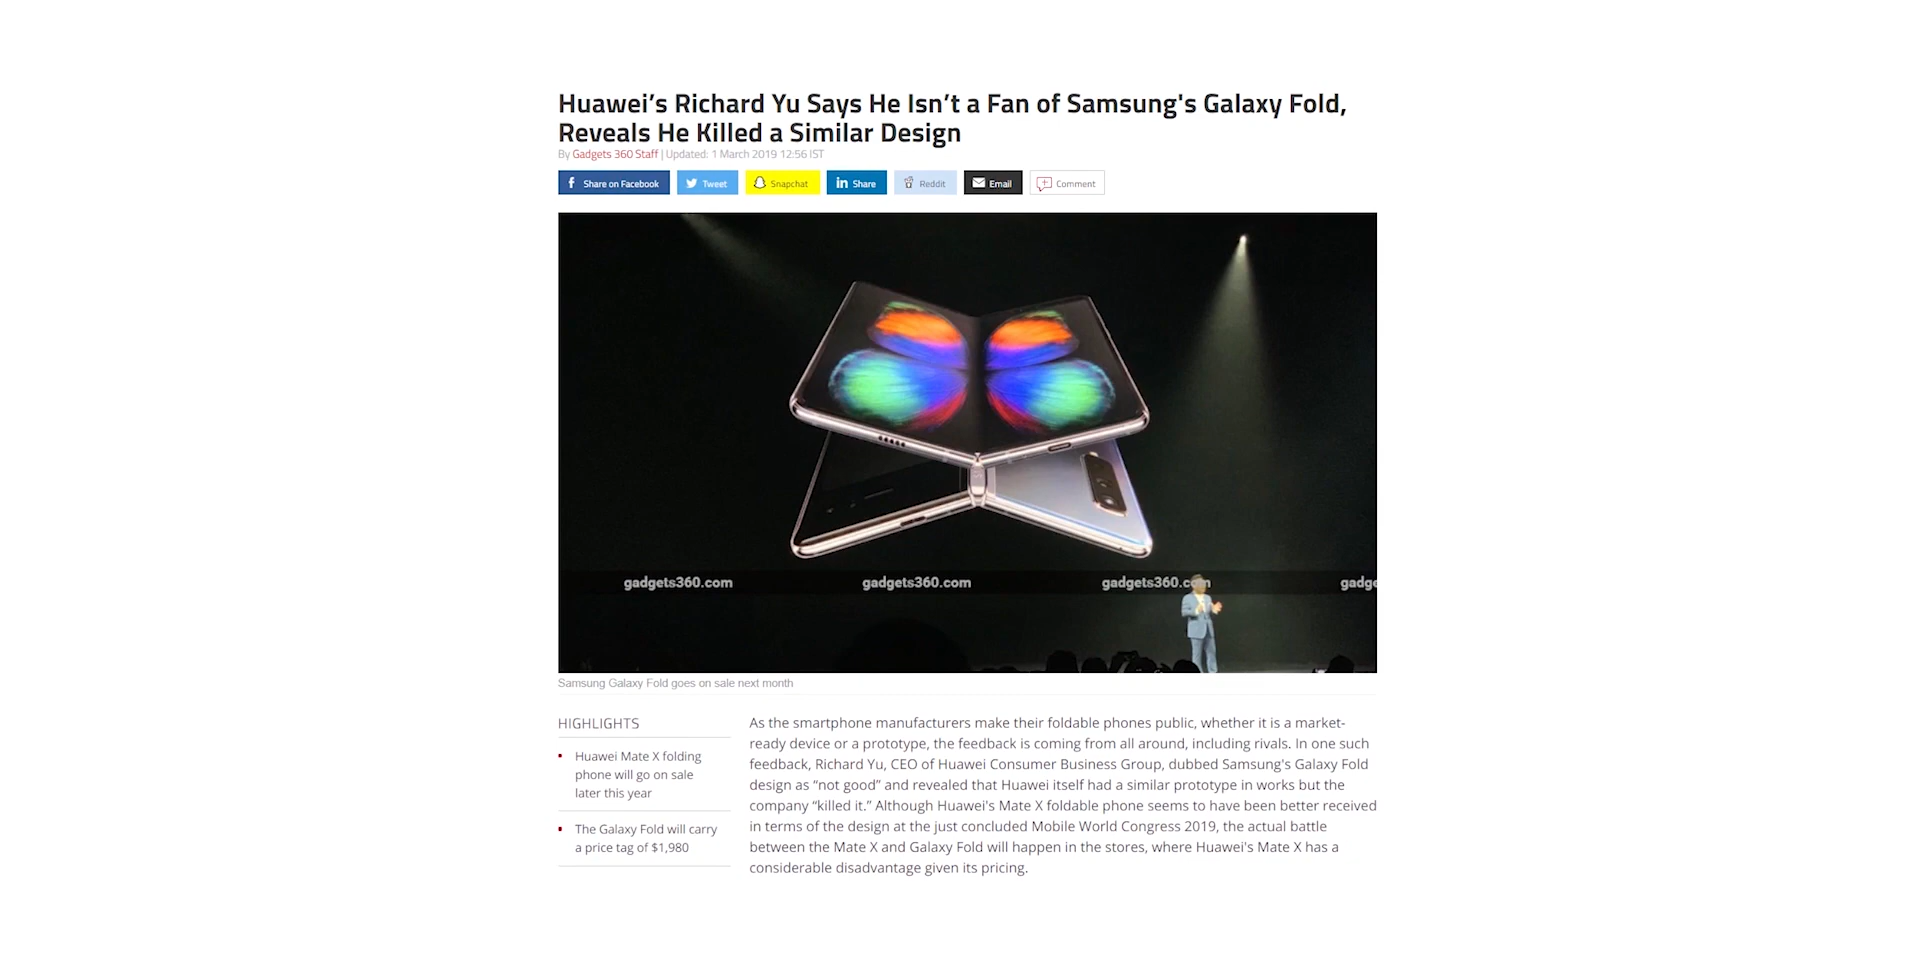 Huawei’s Richard Yu Says He Isn’t a Fan of Samsung's Galaxy Fold,
Reveals He Killed a Similar Design
By Gadgets 360 Staff | Updated: 1 March 2019 12:56 IST
Share on Facebook
Tweet
Snapchat
Share
Reddit
Email
Comment
gadgets360.com gadgets360.com gadgets360.com gadge
Samsung Galaxy Fold goes on sale next month
HIGHLIGHTS
Huawei Mate X folding
phone will go on sale
later this year
The Galaxy Fold will carry
a price tag of $1,980
As the smartphone manufacturers make their foldable phones public, whether it is a market-
ready device or a prototype, the feedback is coming from all around, including rivals. In one such
feedback, Richard Yu, CEO of Huawei Consumer Business Group, dubbed Samsung's Galaxy Fold
design as “not good” and revealed that Huawei itself had a similar prototype in works but the
company “killed it.” Although Huawei's Mate X foldable phone seems to have been better received
in terms of the design at the just concluded Mobile World Congress 2019, the actual battle
between the Mate X and Galaxy Fold will happen in the stores, where Huawei's Mate X has a
considerable disadvantage given its pricing.